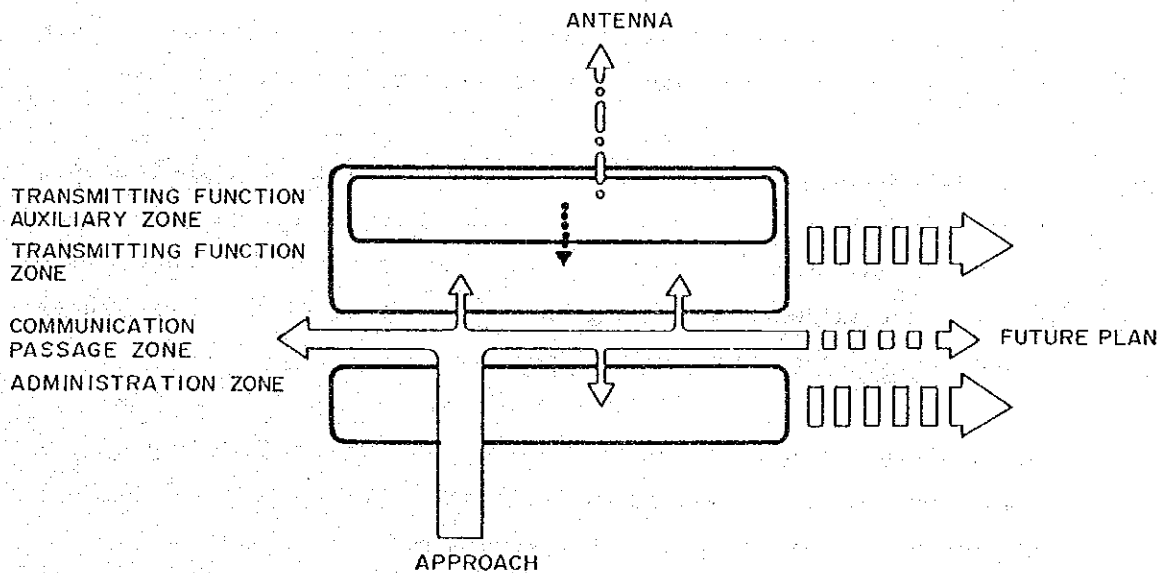 ANTENNA
TRANSMITTING FUNCTION
AUXILIARY ZONE
TRANSMITTING FUNCTION
ZONE
COMMUNICATION
PASSAGE ZONE
FUTURE PLAN
ADMINISTRATION ZONE
APPROACH